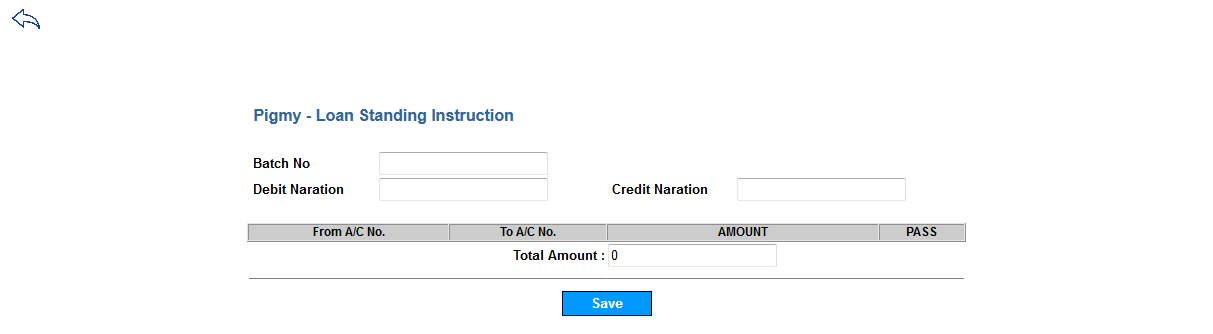 Pigmy - Loan Standing Instruction
Batch No
Debit Naration Credit Naration
From A/C No. To A/C No. AMOUNT PASS
Total Amount : 0
Save